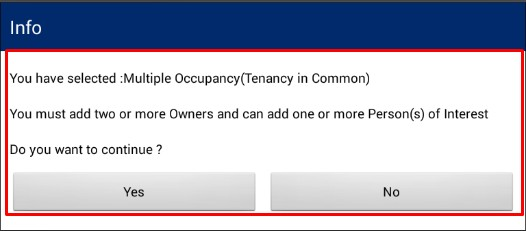 Info
You have selected :Multiple Occupancy(Tenancy in Common)
You must add two or more Owners and can add one or more Person(s) of Interest
Do you want to continue ?
Yes
No